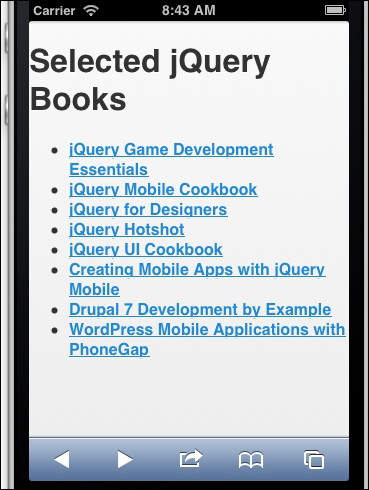 Carrier 8:43 AM
Selected jQuery
Books
jQuery Game Development
Essentials
jQuery Mobile Cookbook
jQuery for Designers
jQuery Hotshot
jQuery UI Cookbook
Creating Mobile Apps with jQuery
Mobile
Drupal 7 Development by Example
WordPress Mobile Applications with
PhoneGap